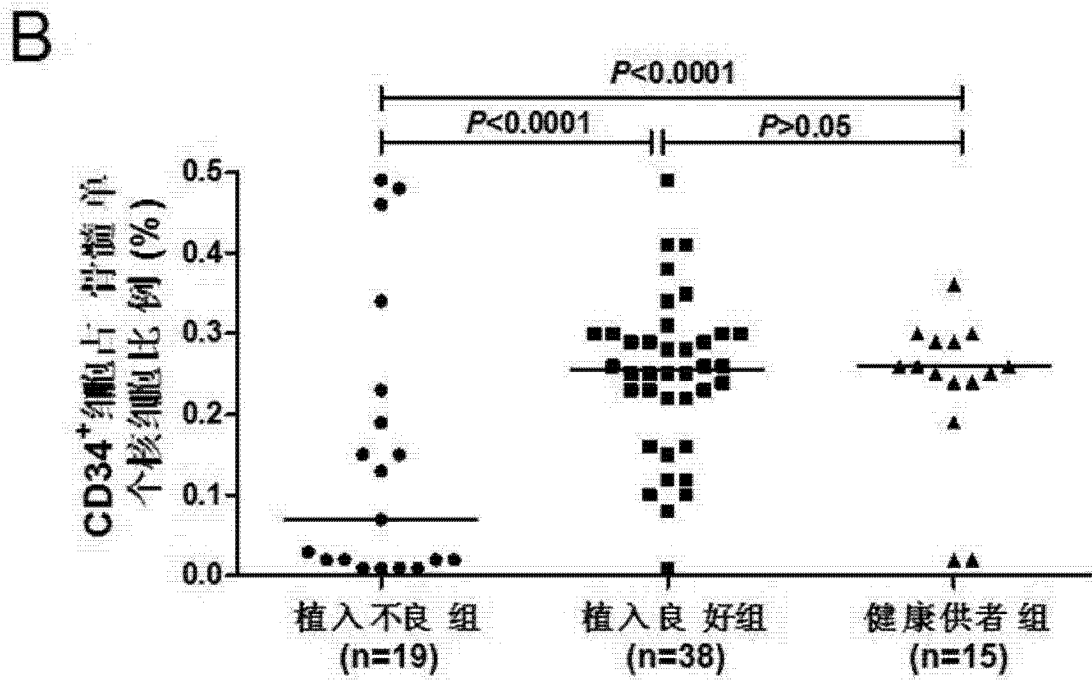 B
P<0.0001
P<0.0001
P>0.05
CD34⁺细胞占 骨髓 单
个核细胞比 例 (%)
0.5
0.4
0.3
0.2
0.1
0.0
植入不良 组
(n=19)
植入良 好组
(n=38)
健康供者 组
(n=15)